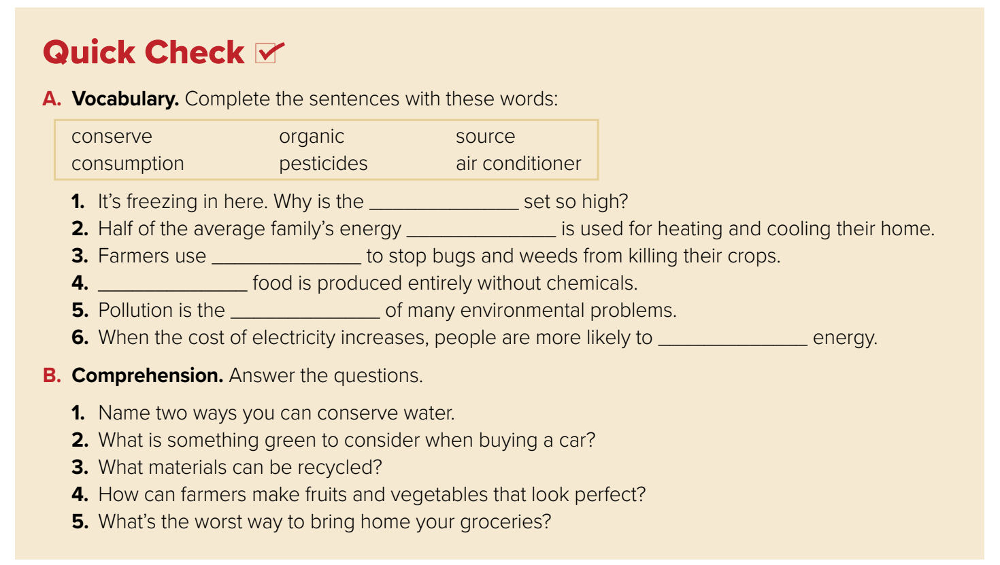 Quick Check
A. Vocabulary. Complete the sentences with these words:
conserve organic source
consumption pesticides air conditioner
1. It’s freezing in here. Why is the ______________ set so high?
2. Half of the average family’s energy ______________ is used for heating and cooling their home.
3. Farmers use ______________ to stop bugs and weeds from killing their crops.
4. ______________ food is produced entirely without chemicals.
5. Pollution is the ______________ of many environmental problems.
6. When the cost of electricity increases, people are more likely to ______________ energy.
B. Comprehension. Answer the questions.
1. Name two ways you can conserve water.
2. What is something green to consider when buying a car?
3. What materials can be recycled?
4. How can farmers make fruits and vegetables that look perfect?
5. What’s the worst way to bring home your groceries?